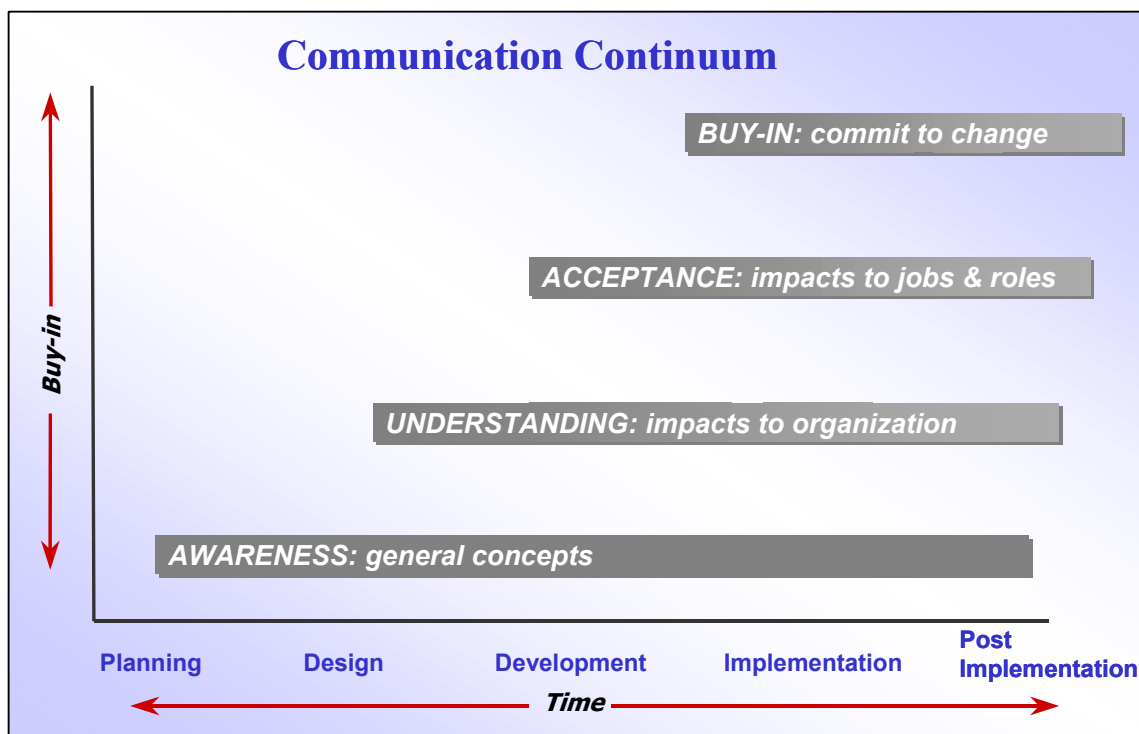 Communication Continuum
BUY-IN: commit to change
ACCEPTANCE: impacts to jobs & roles
Buy-in
UNDERSTANDING: impacts to organization
AWARENESS: general concepts
Planning
Design
Development
Implementation
Post
Implementation
Time